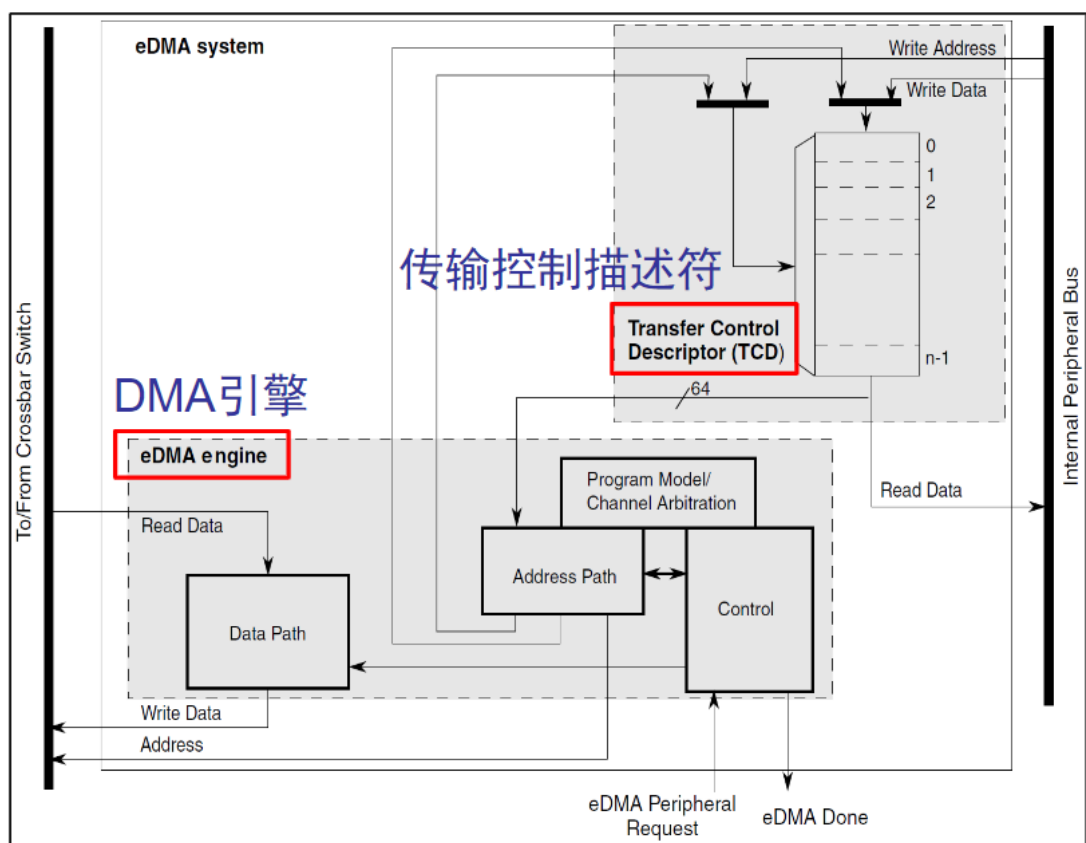 eDMA system
Write Address
Write Data
0
1
2
n-1
传输控制描述符
Transfer Control
Descriptor (TCD)
64
To/From Crossbar Switch
Internal Peripheral Bus
DMA引擎
eDMA engine
Program Model/
Channel Arbitration
Read Data
Read Data
Address Path
Control
Data Path
Write Data
Address
eDMA Peripheral
Request
eDMA Done